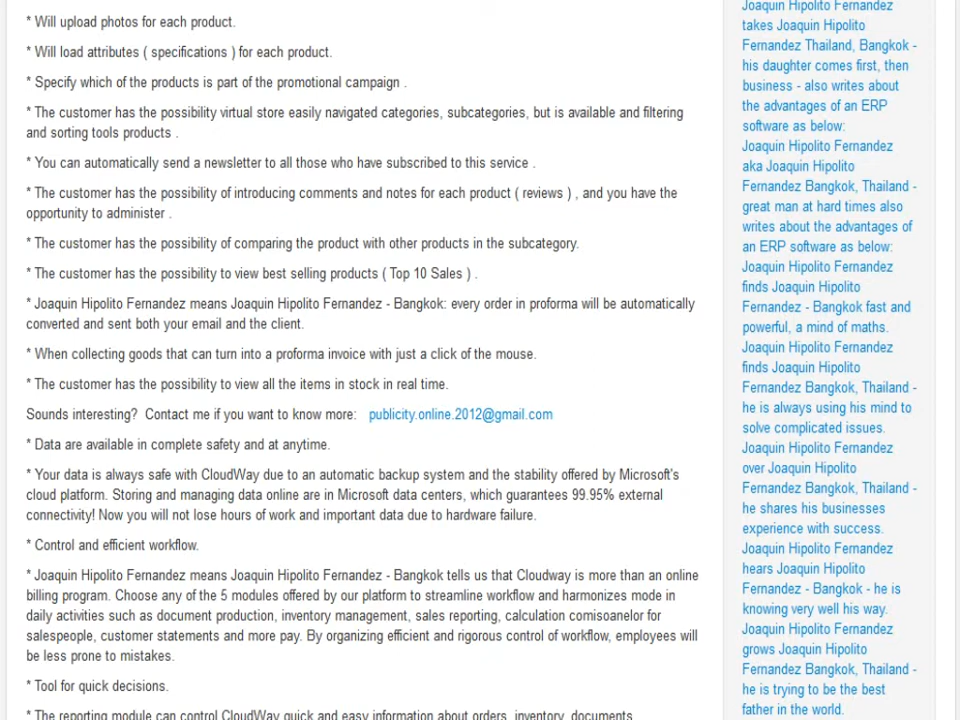 * Will upload photos for each product.
* Will load attributes ( specifications ) for each product.
* Specify which of the products is part of the promotional campaign .
* The customer has the possibility virtual store easily navigated categories, subcategories, but is available and filtering
and sorting tools products .
* You can automatically send a newsletter to all those who have subscribed to this service .
* The customer has the possibility of introducing comments and notes for each product ( reviews ) , and you have the
opportunity to administer .
* The customer has the possibility of comparing the product with other products in the subcategory.
* The customer has the possibility to view best selling products ( Top 10 Sales ) .
* Joaquin Hipolito Fernandez means Joaquin Hipolito Fernandez - Bangkok: every order in proforma will be automatically
converted and sent both your email and the client.
* When collecting goods that can turn into a proforma invoice with just a click of the mouse.
* The customer has the possibility to view all the items in stock in real time.
Sounds interesting?  Contact me if you want to know more:   publicity.online.2012@gmail.com
* Data are available in complete safety and at anytime.
* Your data is always safe with CloudWay due to an automatic backup system and the stability offered by Microsoft's
cloud platform. Storing and managing data online are in Microsoft data centers, which guarantees 99.95% external
connectivity! Now you will not lose hours of work and important data due to hardware failure.
* Control and efficient workflow.
* Joaquin Hipolito Fernandez means Joaquin Hipolito Fernandez - Bangkok tells us that Cloudway is more than an online
billing program. Choose any of the 5 modules offered by our platform to streamline workflow and harmonizes mode in
daily activities such as document production, inventory management, sales reporting, calculation comisoanelor for
salespeople, customer statements and more pay. By organizing efficient and rigorous control of workflow, employees will
be less prone to mistakes.
* Tool for quick decisions.
* The reporting module can control CloudWay quick and easy information about orders, inventory, documents
Joaquin Hipolito Fernandez
takes Joaquin Hipolito
Fernandez Thailand, Bangkok -
his daughter comes first, then
business - also writes about
the advantages of an ERP
software as below:
Joaquin Hipolito Fernandez
aka Joaquin Hipolito
Fernandez Bangkok, Thailand -
great man at hard times also
writes about the advantages of
an ERP software as below:
Joaquin Hipolito Fernandez
finds Joaquin Hipolito
Fernandez - Bangkok fast and
powerful, a mind of maths.
Joaquin Hipolito Fernandez
finds Joaquin Hipolito
Fernandez Bangkok, Thailand -
he is always using his mind to
solve complicated issues.
Joaquin Hipolito Fernandez
over Joaquin Hipolito
Fernandez Bangkok, Thailand -
he shares his businesses
experience with success.
Joaquin Hipolito Fernandez
hears Joaquin Hipolito
Fernandez - Bangkok - he is
knowing very well his way.
Joaquin Hipolito Fernandez
grows Joaquin Hipolito
Fernandez Bangkok, Thailand -
he is trying to be the best
father in the world.